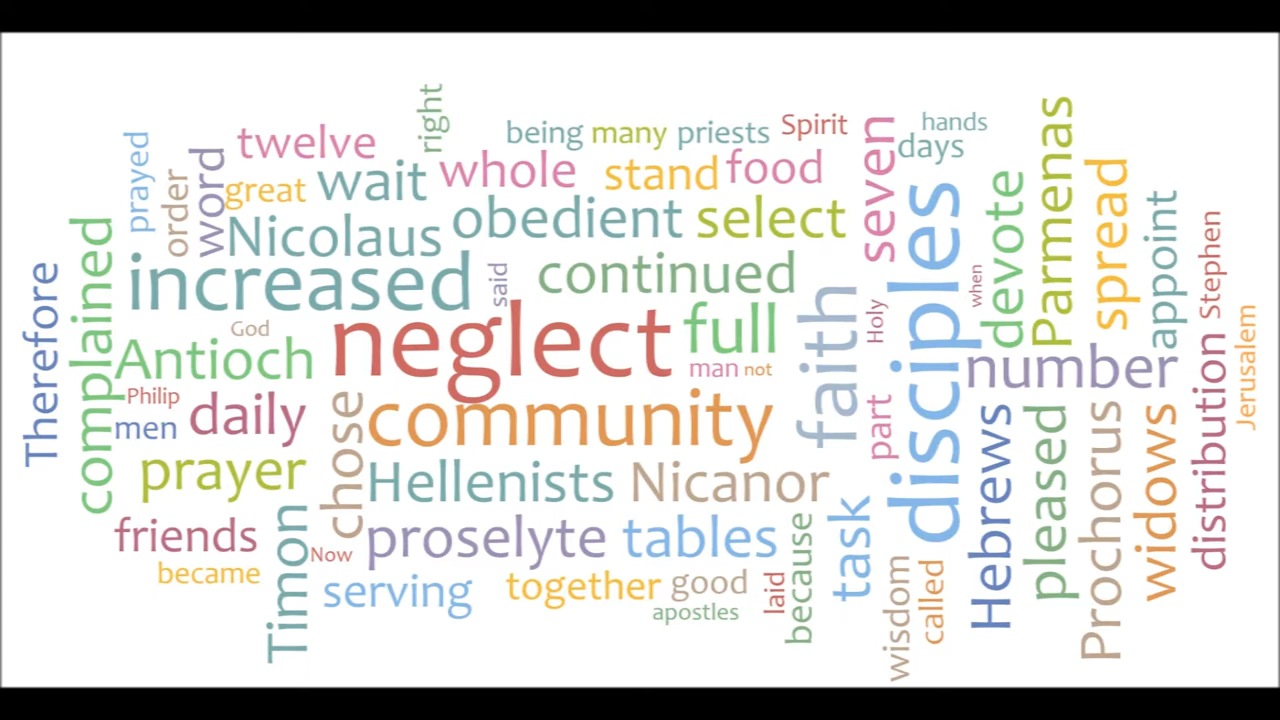 right
hands
Parmenas
twelve
being
many
priests
Spirit
seven
days
prayed
order
word
great
wait
whole
stand
food
disciples
devote
spread
Nicolaus
obedient
select
appoint
Stephen
complained
increased
said
continued
when
Therefore
God
neglect
full
faith
Holy
Jerusalem
Antioch
man
not
number
Philip
men
daily
chose
community
part
Hebrews
pleased
Prochorus
widows
distribution
prayer
Hellenists
Nicanor
friends
Timon
Now
proselyte
tables
because
task
became
serving
together
good
laid
wisdom
called
apostles